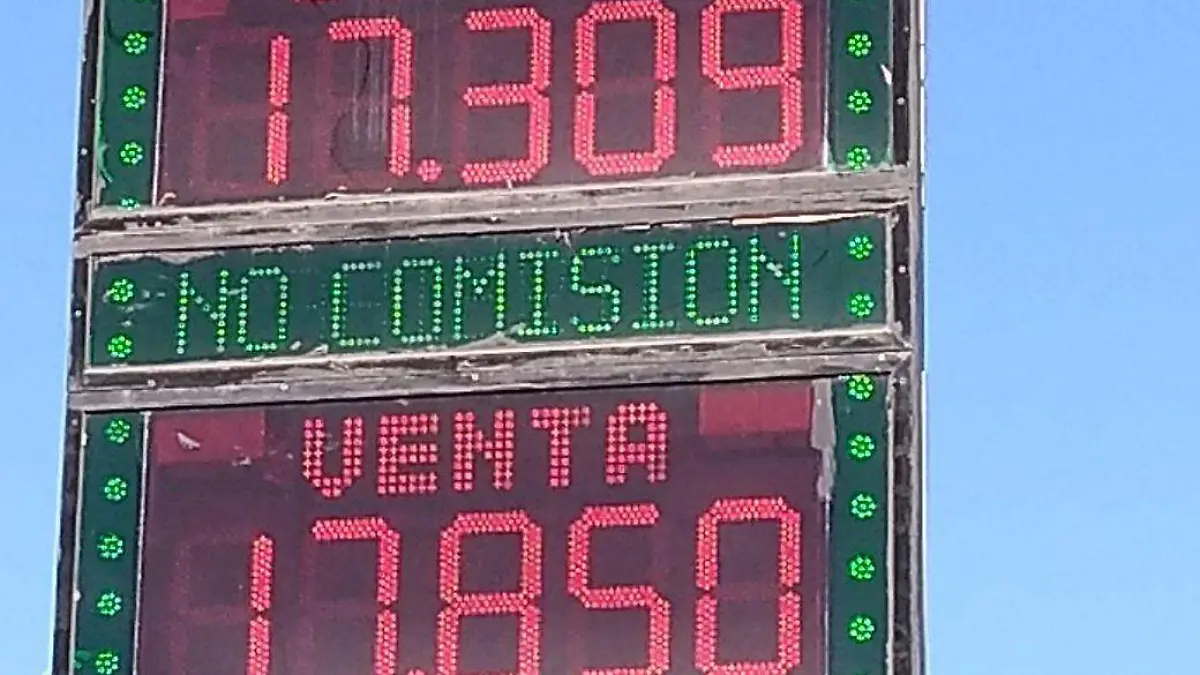 17.309
NO COMISION
VENTA
17.850